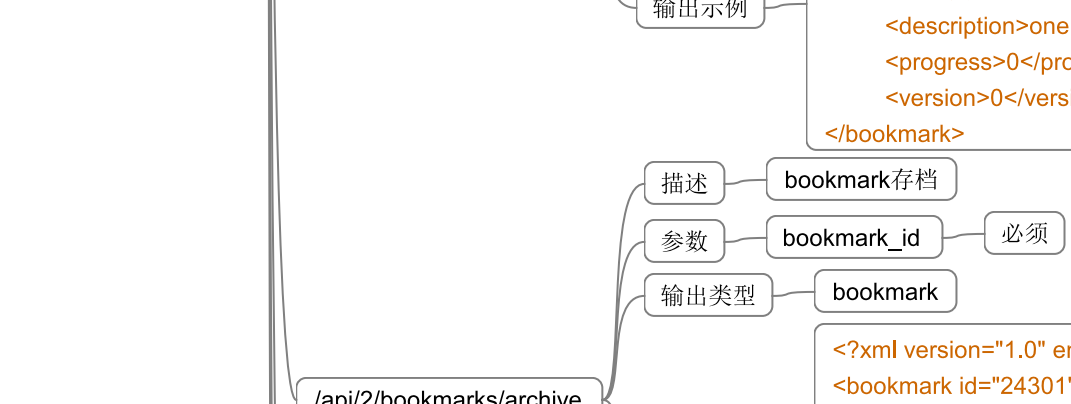 输出示例
<description>one
<progress>0</pro
<version>0</vers
</bookmark>
描述
bookmark存档
参数
bookmark_id
必须
输出类型
bookmark
<?xml version="1.0" en
<bookmark id="24301"
/api/2/bookmarks/archive